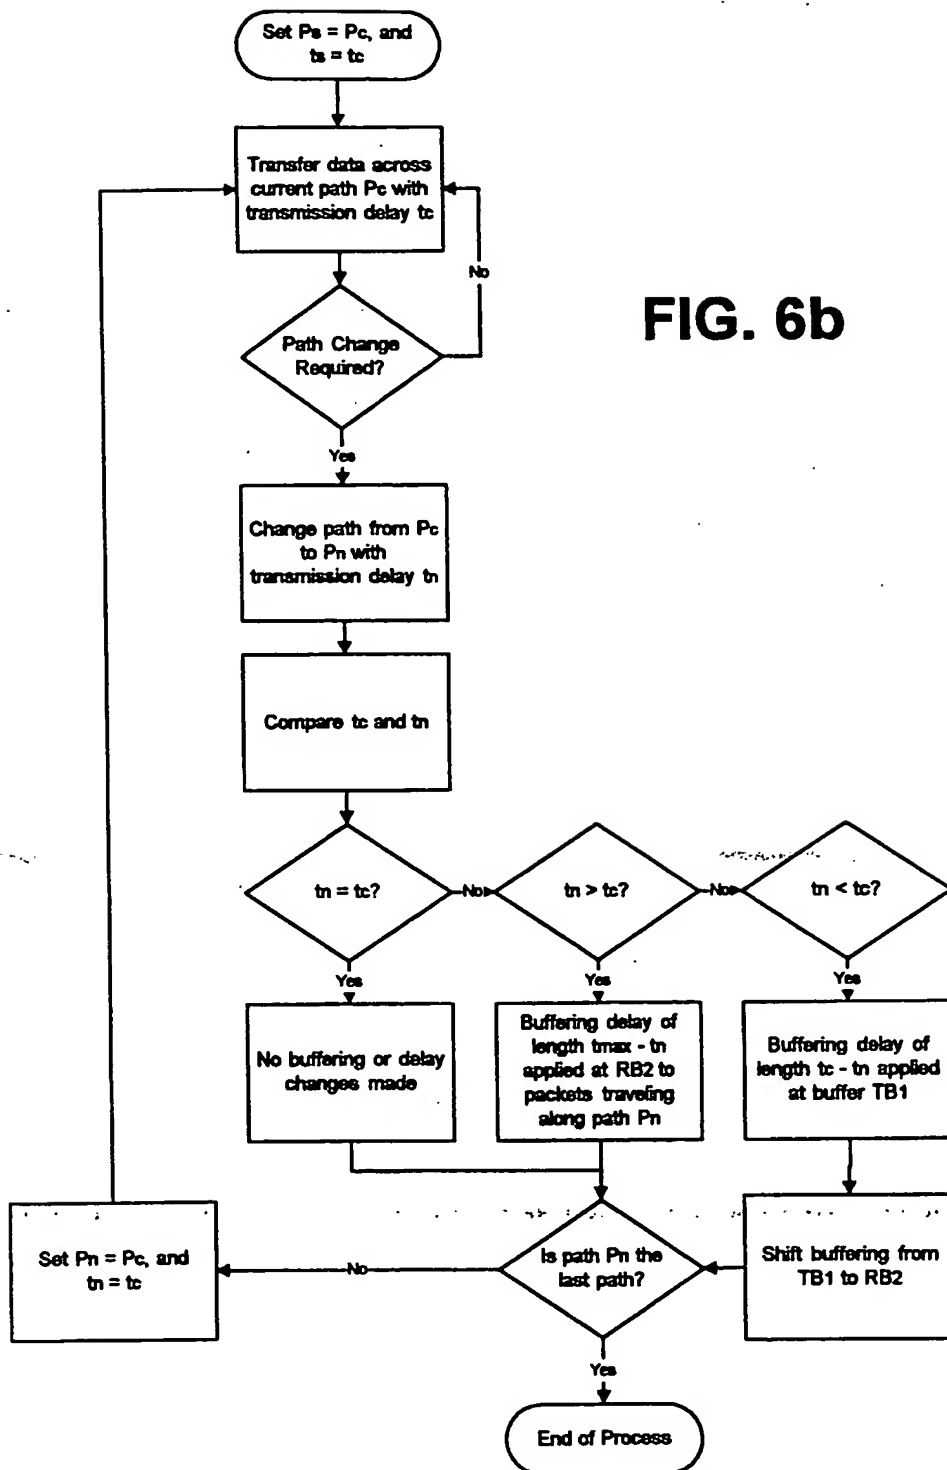 Set Ps = Pc, and
ts = tc
Transfer data across
current path Pc with
transmission delay tc
No
FIG. 6b
Path Change
Required?
Yes
Change path from Pc
to Pn with
transmission delay tn
Compare tc and tn
tn = tc?
No
tn > tc?
No
tn < tc?
Yes
Yes
Yes
No buffering or delay
changes made
Buffering delay of
length tmax - tn
applied at RB2 to
packets traveling
along path Pn
Buffering delay of
length tc - tn applied
at buffer TB1
Set Pn = Pc, and
tn = tc
No
Is path Pn the
last path?
Shift buffering from
TB1 to RB2
Yes
End of Process